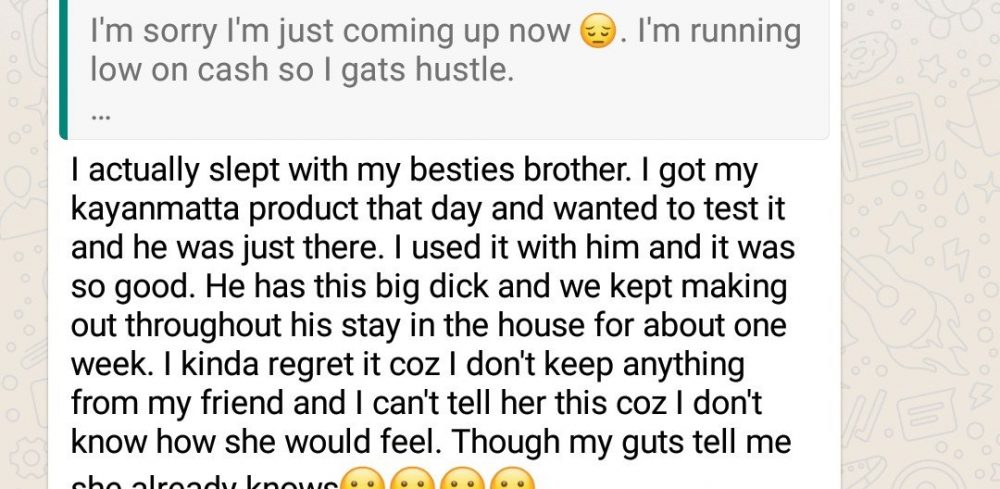 I'm sorry I'm just coming up now 😔. I'm running
low on cash so I gats hustle.
...
I actually slept with my besties brother. I got my
kayanmatta product that day and wanted to test it
and he was just there. I used it with him and it was
so good. He has this big dick and we kept making
out throughout his stay in the house for about one
week. I kinda regret it coz I don't keep anything
from my friend and I can't tell her this coz I don't
know how she would feel. Though my guts tell me
she already knows🙂🙂🙂🙂